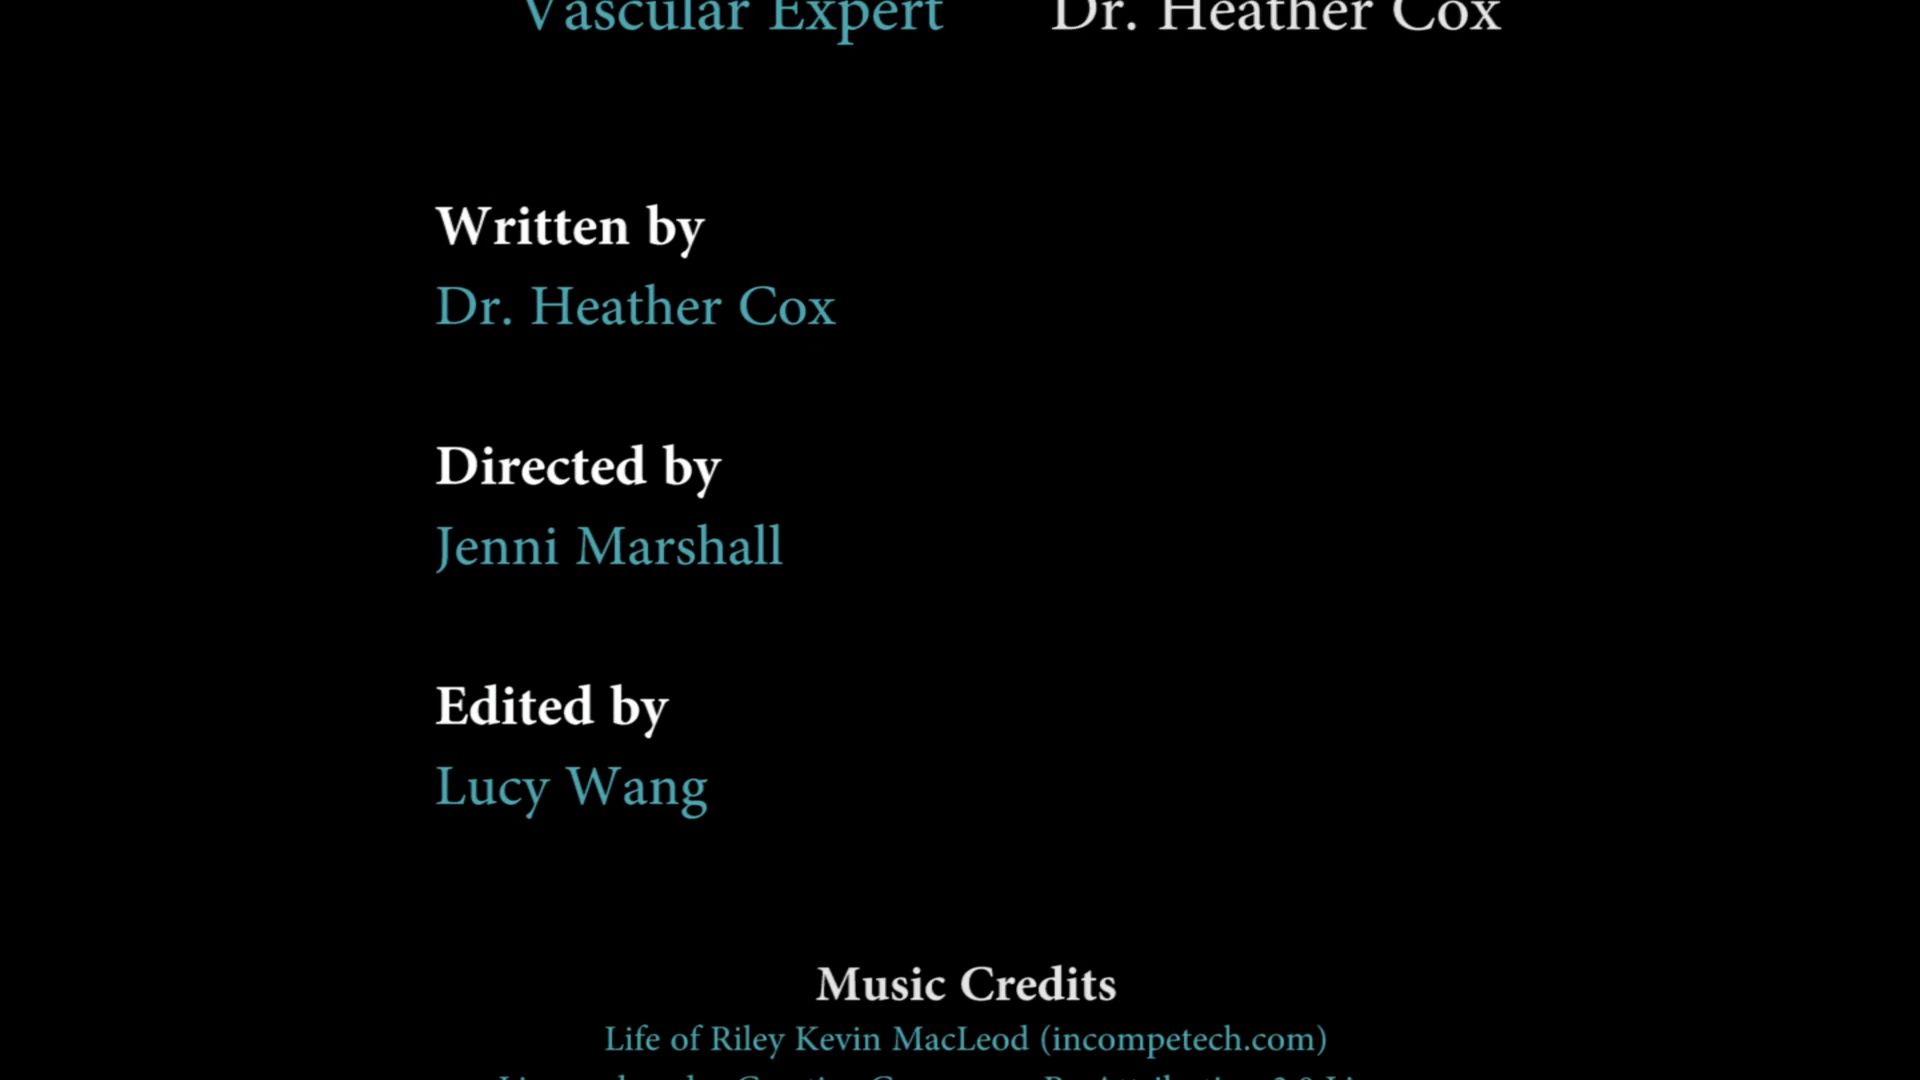 Vascular Expert Dr. Heather Cox
Written by
Dr. Heather Cox
Directed by
Jenni Marshall
Edited by
Lucy Wang
Music Credits
Life of Riley Kevin MacLeod (incompetech.com)